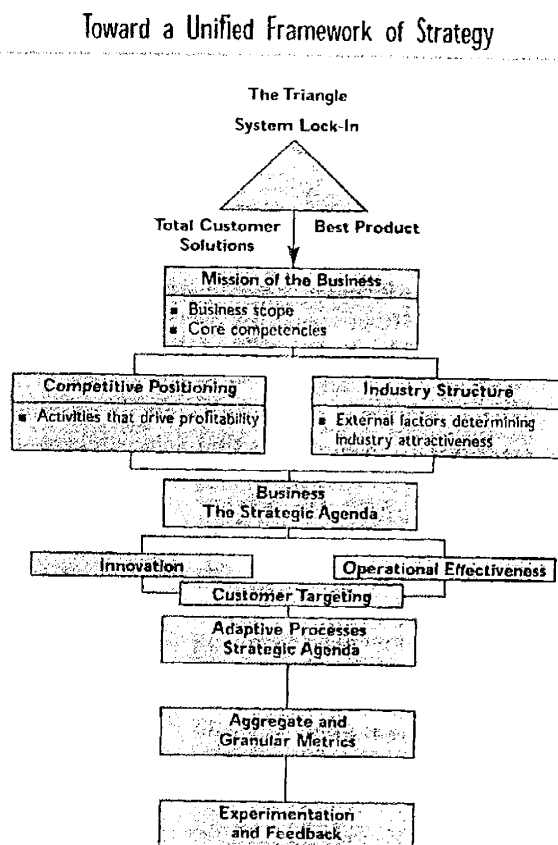 Toward a Unified Framework of Strategy
The Triangle
System Lock-In
Total Customer
Solutions
Best Product
Mission of the Business
▪ Business scope
▪ Core competencies
Competitive Positioning
▪ Activities that drive profitability
Industry Structure
▪ External factors determining
industry attractiveness
Business
The Strategic Agenda
Innovation
Operational Effectiveness
Customer Targeting
Adaptive Processes
Strategic Agenda
Aggregate and
Granular Metrics
Experimentation
and Feedback